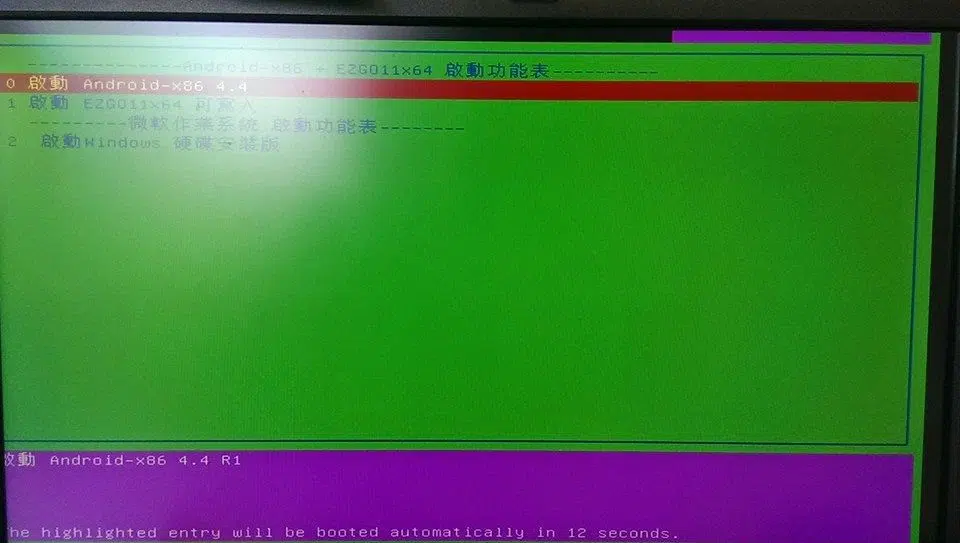 -------------Android-x86 + EZGO11x64 啟動功能表----------
0 啟動 Android-x86 4.4
1 啟動 EZGO11x64 可寫入
---------微軟作業系統 啟動功能表--------
2 啟動Windows 硬碟安裝版
啟動 Android-x86 4.4 R1
he highlighted entry will be booted automatically in 12 seconds.